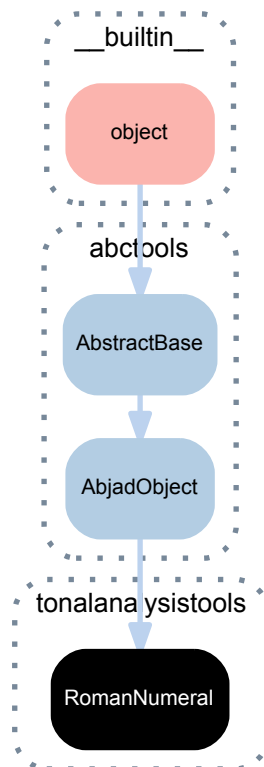 __builtin__
object
abctools
AbstractBase
AbjadObject
tonalanalysistools
RomanNumeral